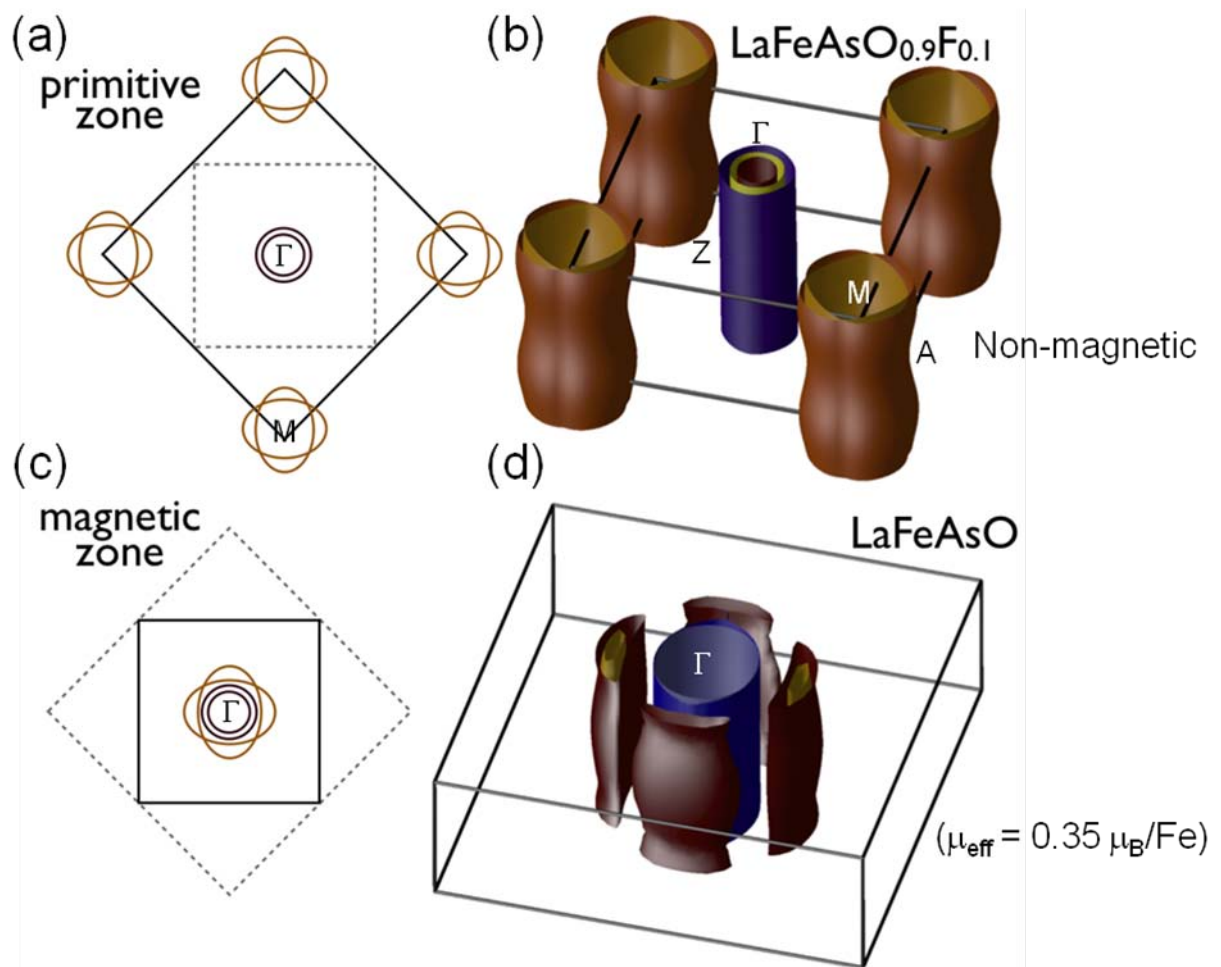 (a)
primitive
zone
Γ
M
(b)
LaFeAsO₀.₉F₀.₁
Γ
Z
M
A
Non-magnetic
(c)
magnetic
zone
Γ
(d)
LaFeAsO
Γ
(μeff = 0.35 μB/Fe)